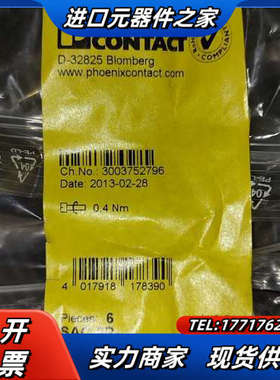 进口元器件之家
CONTACT
COMPLIANT
D-32825 Blomberg
www.phoenixcontact.com
Ch.No.: 3003752796
Date: 2013-02-28
0.4 Nm
4 017918 178390
Pieces: 6
开票
TEL:1771762
实力商家 现货供应